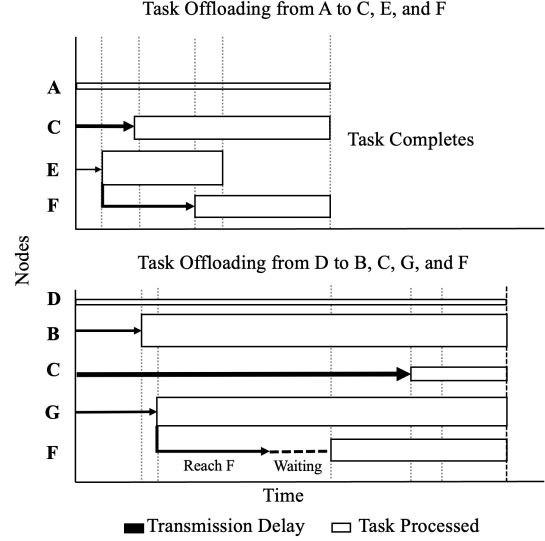 Task Offloading from A to C, E, and F
A
C
Task Completes
E
F
Nodes
Task Offloading from D to B, C, G, and F
D
B
C
G
F
Reach F
Waiting
Time
Transmission Delay
Task Processed